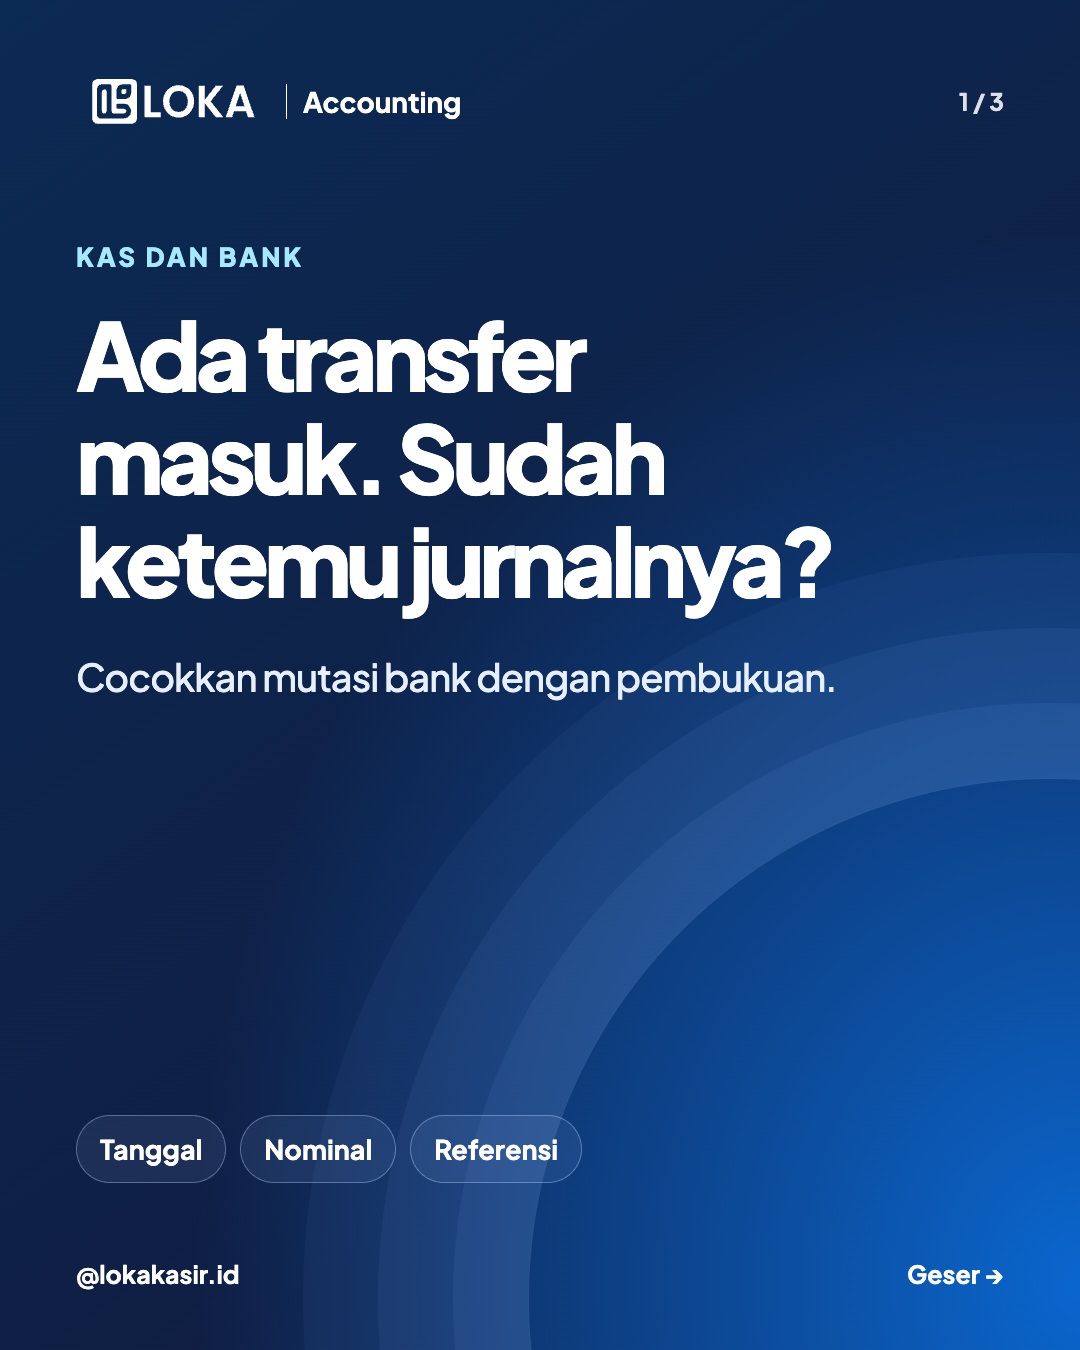 LOKA | Accounting
1/3
KAS DAN BANK
Ada transfer
masuk. Sudah
ketemu jurnalnya?
Cocokkan mutasi bank dengan pembukuan.
Tanggal
Nominal
Referensi
@lokakasir.id
Geser →